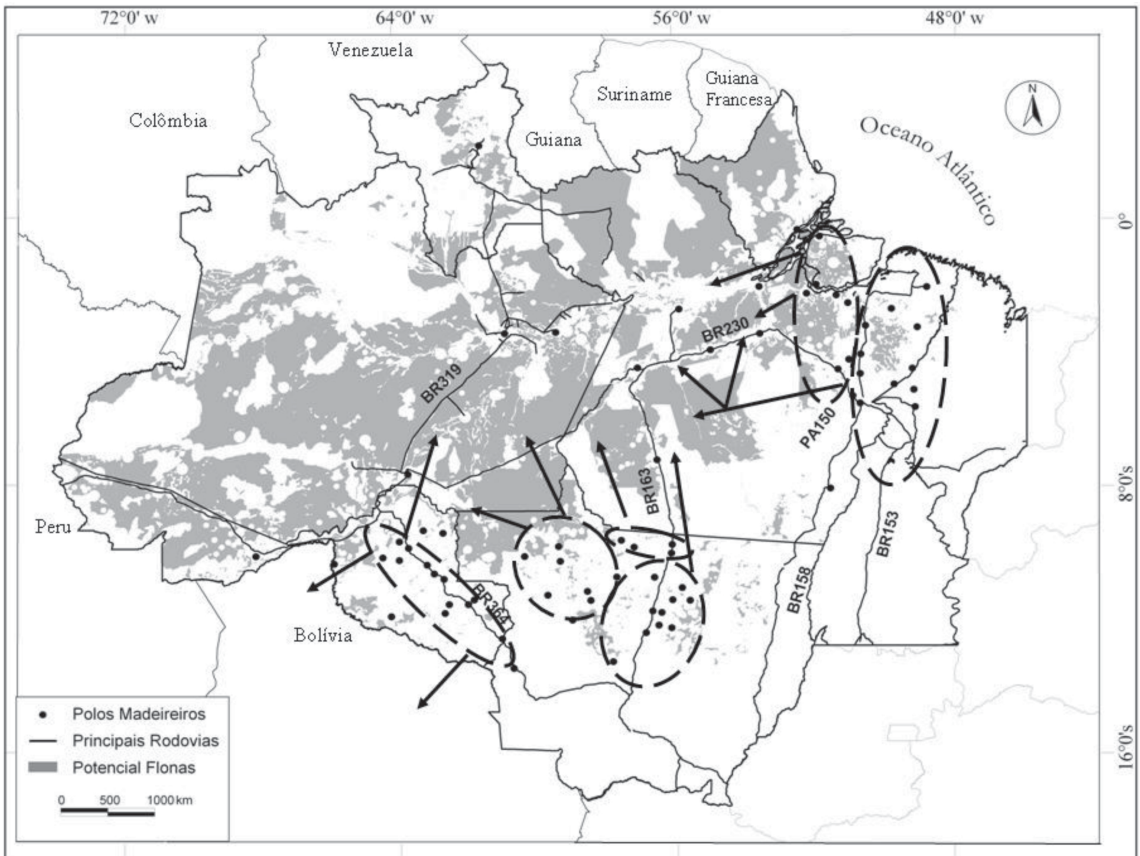 72°0' w
64°0' w
56°0' w
48°0' w
Venezuela
Guiana
Francesa
Suriname
Colômbia
Guiana
Oceano Atlântico
N
0°
BR230
BR319
PA150
8°0's
Peru
BR163
BR153
BR158
BR364
Bolívia
16°0's
Polos Madeireiros
Principais Rodovias
Potencial Flonas
0 500 1000 km